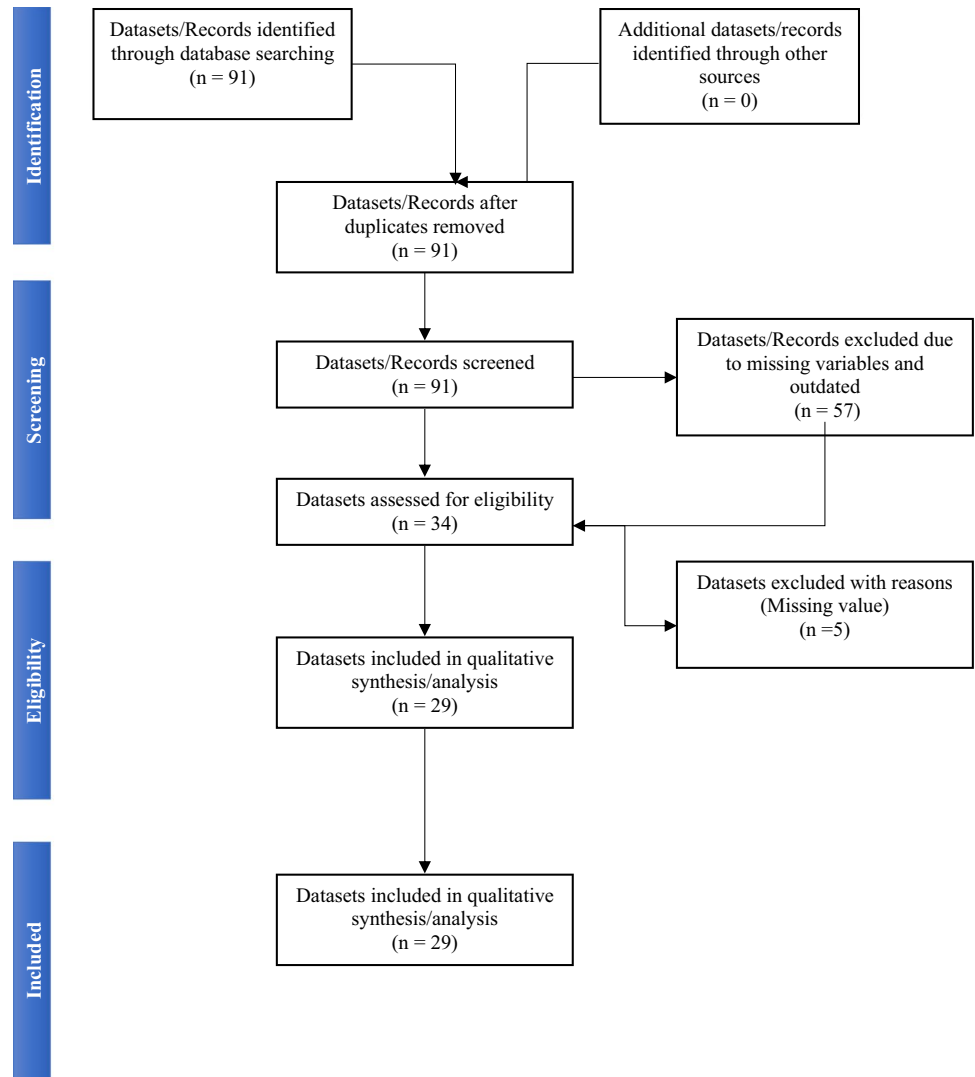 Identification
Datasets/Records identified
through database searching
(n = 91)
Additional datasets/records
identified through other
sources
(n = 0)
Datasets/Records after
duplicates removed
(n = 91)
Screening
Datasets/Records screened
(n = 91)
Datasets/Records excluded due
to missing variables and
outdated
(n = 57)
Datasets assessed for eligibility
(n = 34)
Eligibility
Datasets excluded with reasons
(Missing value)
(n =5)
Datasets included in qualitative
synthesis/analysis
(n = 29)
Included
Datasets included in qualitative
synthesis/analysis
(n = 29)